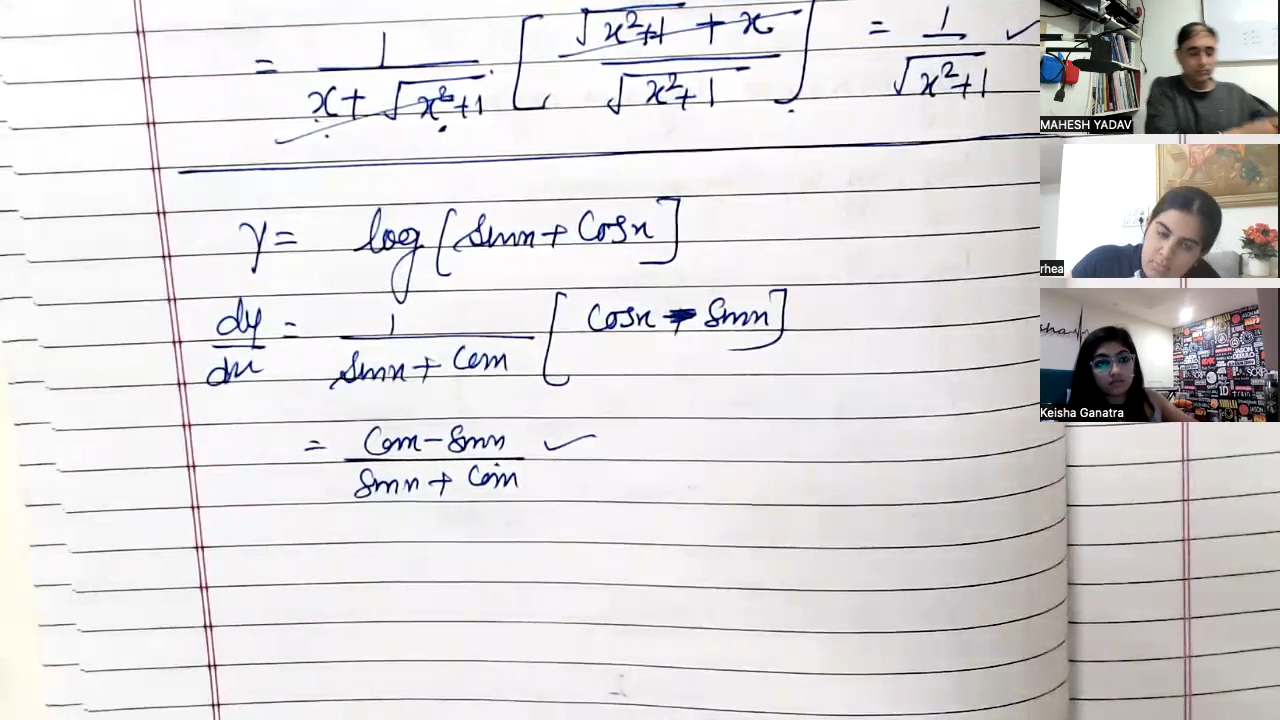 = 1 / (x + √(x²+1)) [ (√(x²+1) + x) / √(x²+1) ] = 1 / √(x²+1) ✓
MAHESH YADAV
y = log [Sinx + Cosx]
dy/dx = 1 / (Sinx + Cosx) [ Cosx - Sinx ]
rhea
= (Cosx - Sinx) / (Sinx + Cosx) ✓
Keisha Ganatra